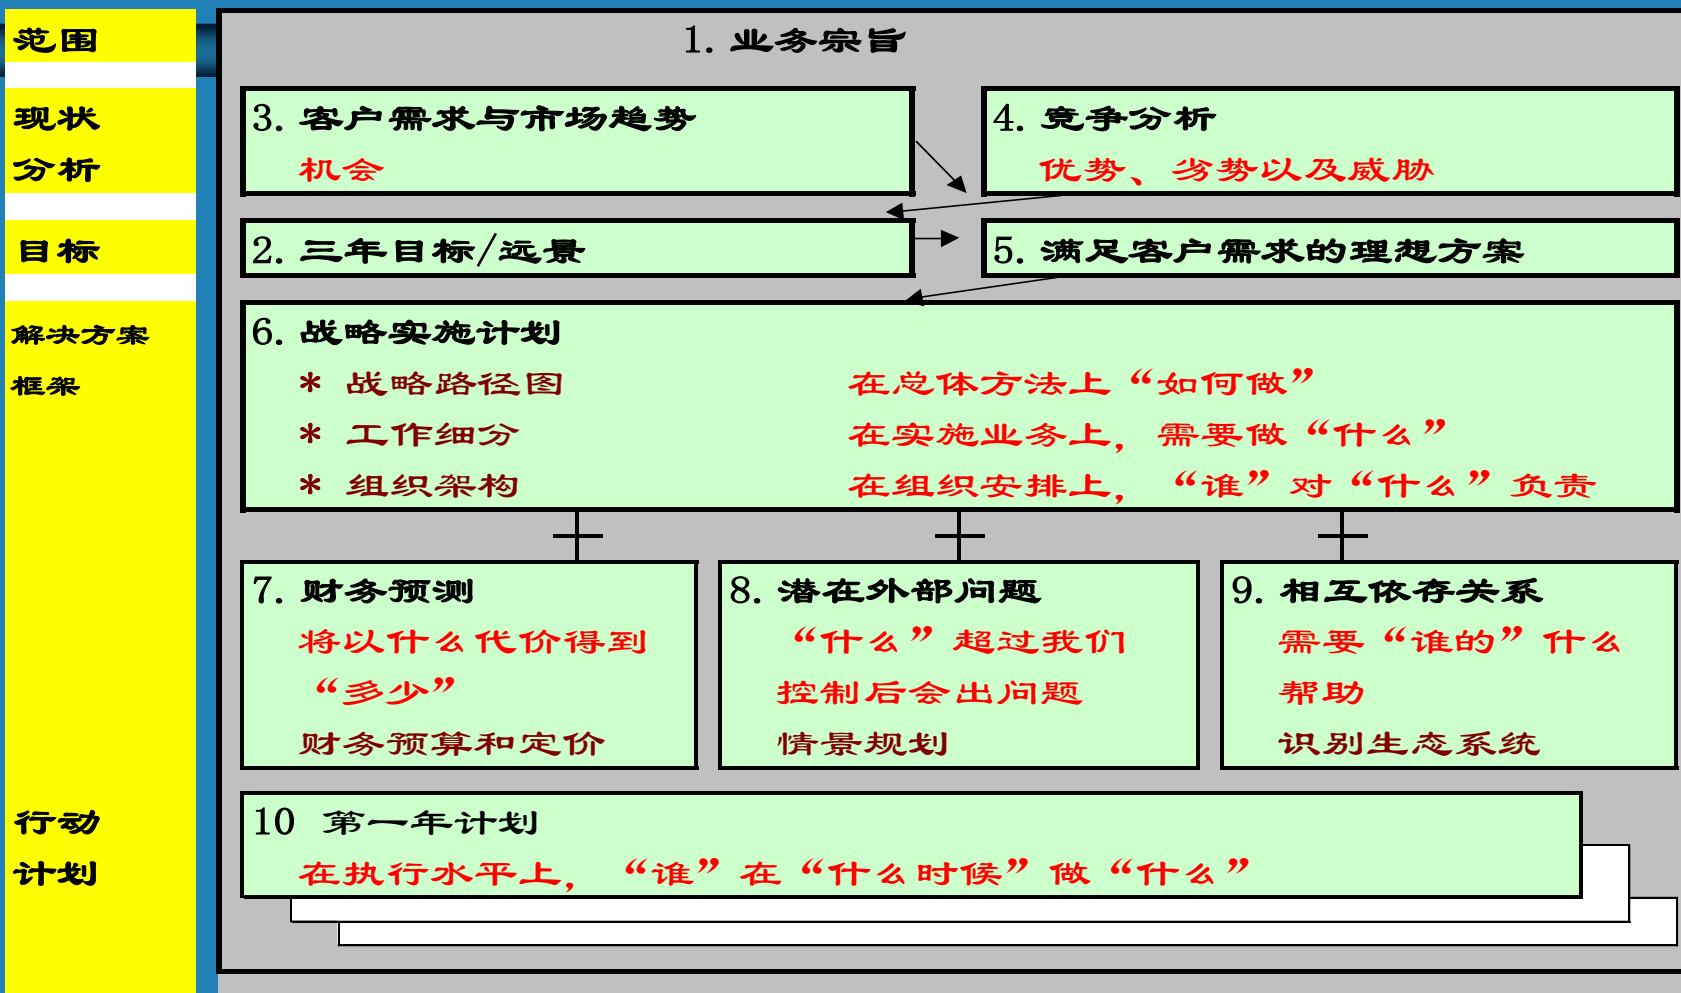 范围
1. 业务宗旨
现状
分析
3. 客户需求与市场趋势
机会
4. 竞争分析
优势、劣势以及威胁
目标
2. 三年目标/远景
5. 满足客户需求的理想方案
解决方案
框架
6. 战略实施计划
* 战略路径图 在总体方法上“如何做”
* 工作细分 在实施业务上，需要做“什么”
* 组织架构 在组织安排上，“谁”对“什么”负责
7. 财务预测
将以什么代价得到
“多少”
财务预算和定价
8. 潜在外部问题
“什么”超过我们
控制后会出问题
情景规划
9. 相互依存关系
需要“谁的”什么
帮助
识别生态系统
行动
计划
10 第一年计划
在执行水平上，“谁”在“什么时候”做“什么”